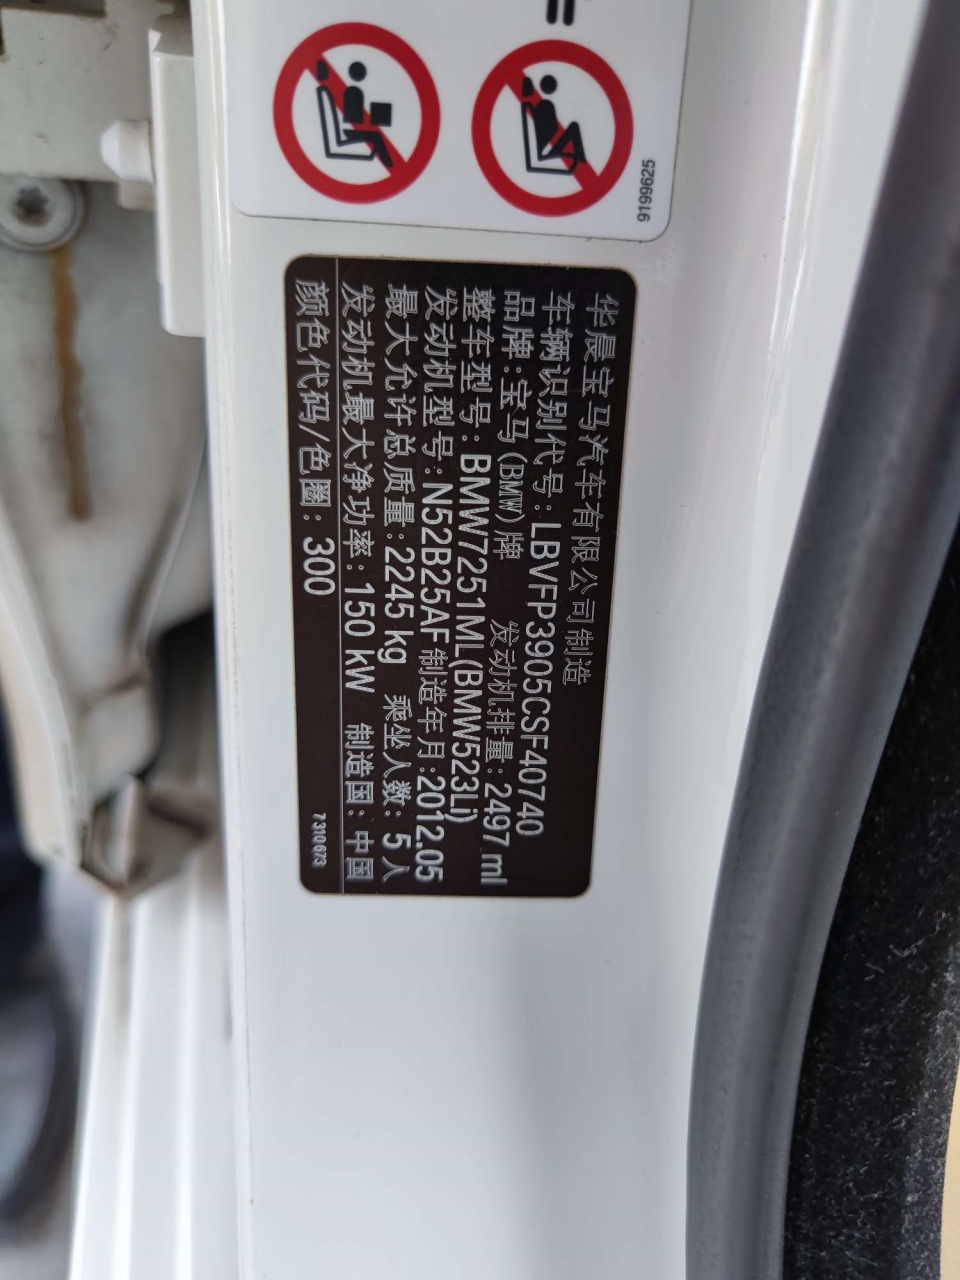 9199625
华晨宝马汽车有限公司制造
车辆识别代号:LBVFP3905CSF40740
品牌:宝马(BMW)牌 发动机排量:2497 ml
整车型号:BMW7251ML(BMW523Li)
发动机型号:N52B25AF 制造年月:2012.05
最大允许总质量:2245 kg 乘坐人数:5人
发动机最大净功率:150 kW 制造国:中国
颜色代码/色圈:300
7310673